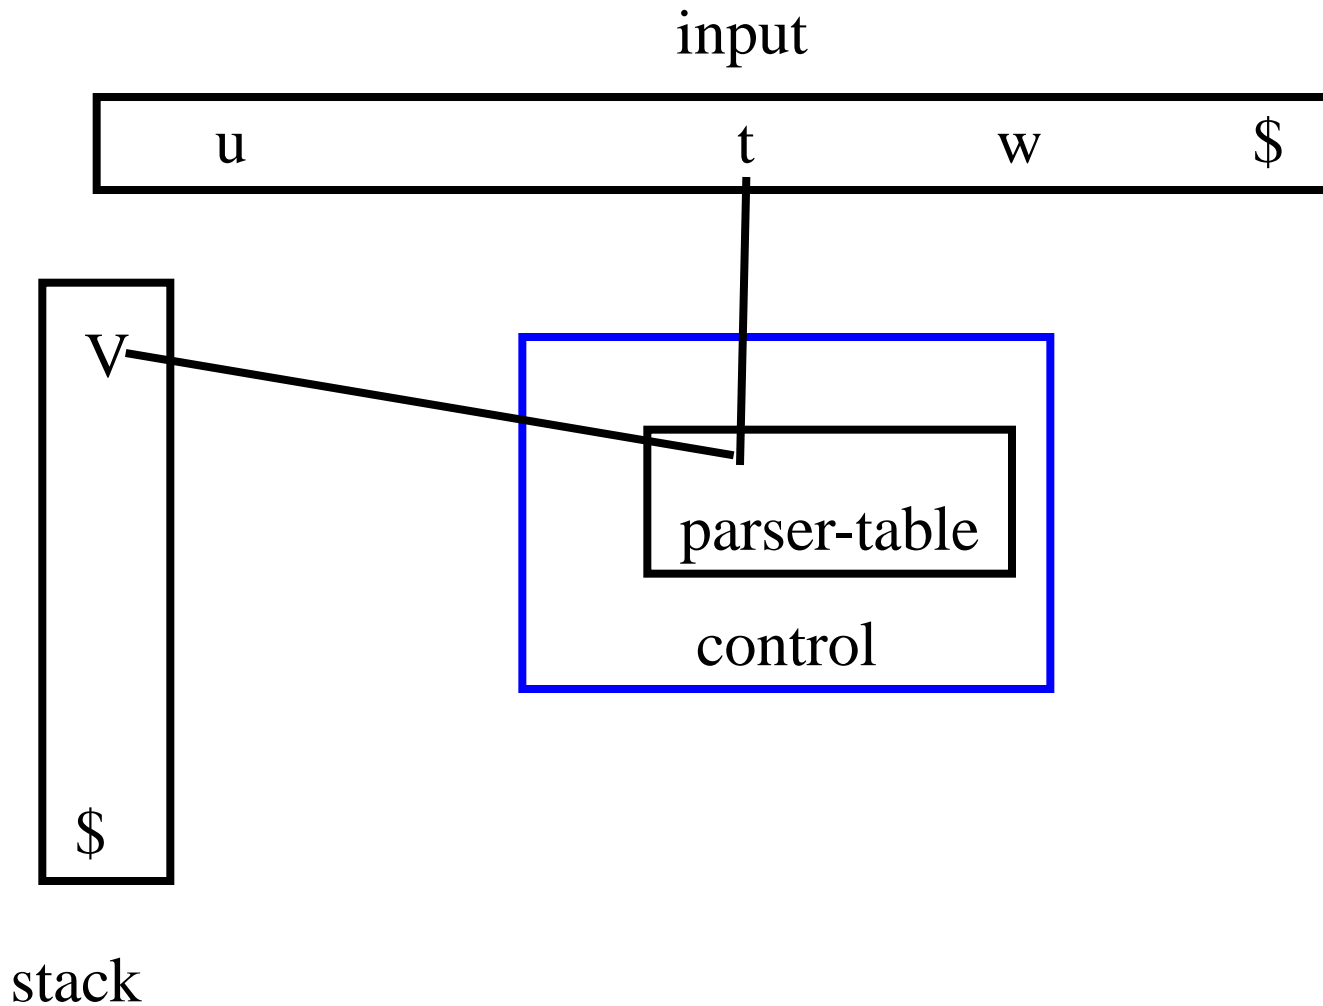 input
u t w $
V
parser-table
control
$
stack